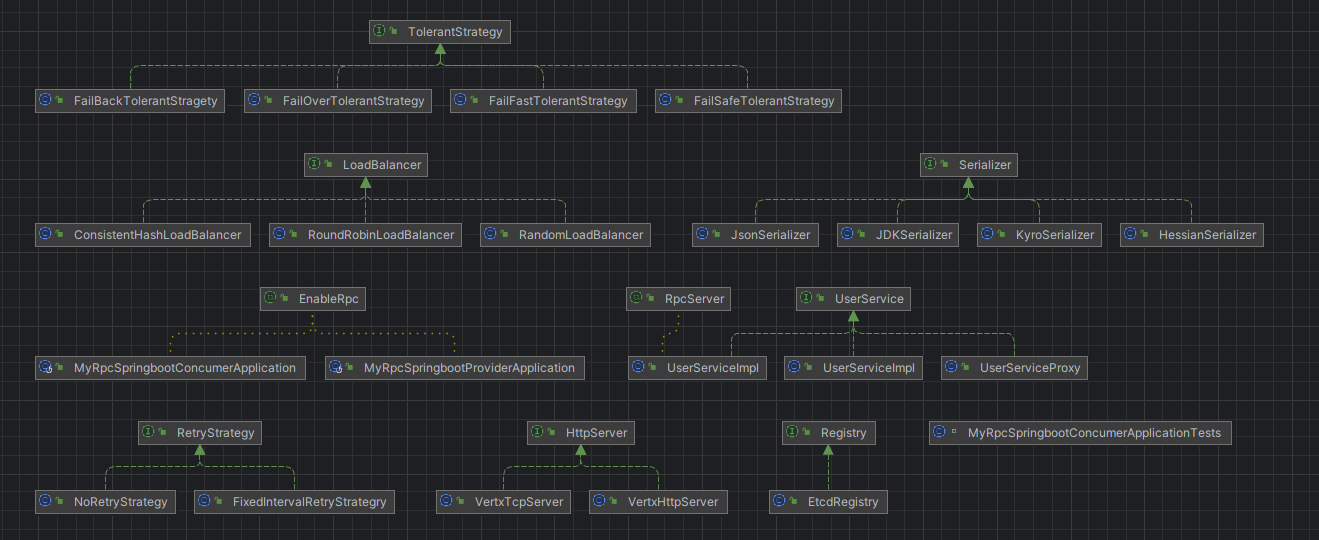 TolerantStrategy
FailBackTolerantStragety FailOverTolerantStrategy FailFastTolerantStrategy FailSafeTolerantStrategy
LoadBalancer Serializer
ConsistentHashLoadBalancer RoundRobinLoadBalancer RandomLoadBalancer JsonSerializer JDKSerializer KyroSerializer HessianSerializer
EnableRpc RpcServer UserService
MyRpcSpringbootConcumerApplication MyRpcSpringbootProviderApplication UserServiceImpl UserServiceImpl UserServiceProxy
RetryStrategy HttpServer Registry MyRpcSpringbootConcumerApplicationTests
NoRetryStrategy FixedIntervalRetryStrategry VertxTcpServer VertxHttpServer EtcdRegistry